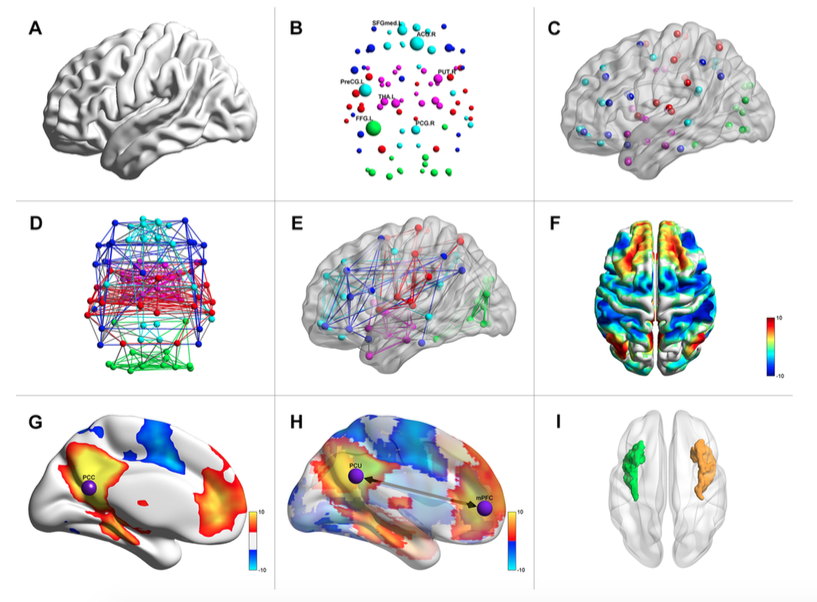 A
B
SFGmed.L
ACG.R
PUT.R
PreCG.L
THA.L
FFG.L
PCG.R
C
D
E
F
10
-10
G
PCC
10
-10
H
PCU
mPFC
10
-10
I